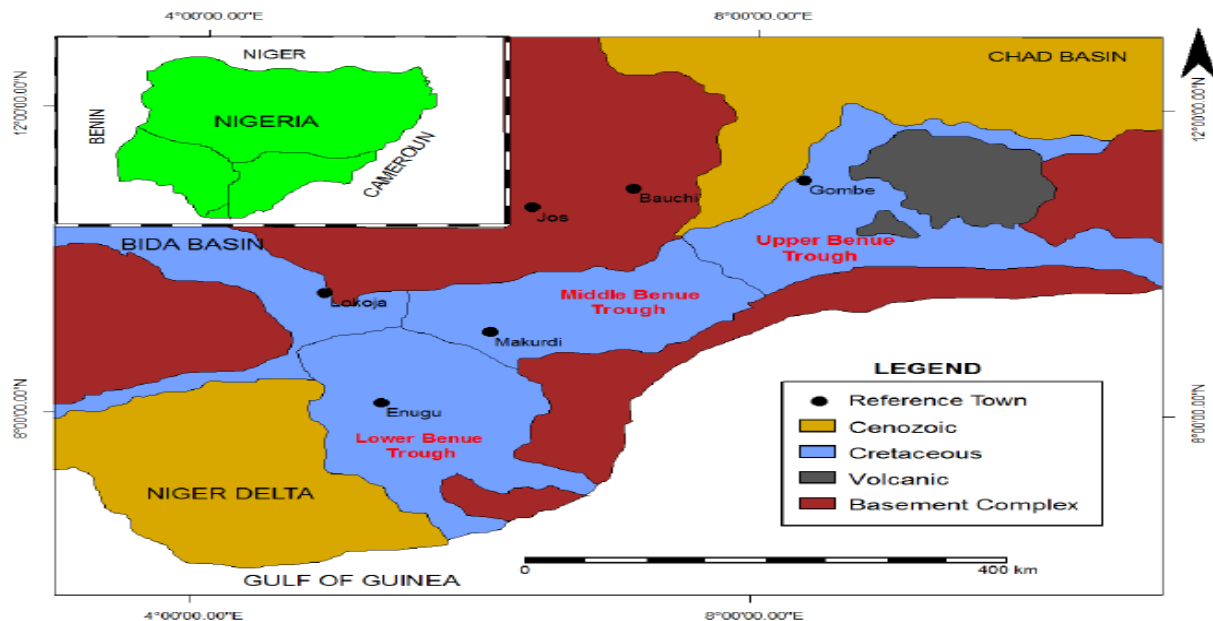 4°00'00.00"E
8°00'00.00"E
NIGER
BENIN
NIGERIA
CAMEROUN
CHAD BASIN
12°00'00.00"N
12°00'00.00"N
Bauchi
Jos
Gombe
BIDA BASIN
Upper Benue
Trough
Lokoja
Middle Benue
Trough
Makurdi
Enugu
Lower Benue
Trough
8°00'00.00"N
8°00'00.00"N
LEGEND
Reference Town
Cenozoic
Cretaceous
Volcanic
Basement Complex
NIGER DELTA
GULF OF GUINEA
0
400 km
4°00'00.00"E
8°00'00.00"E